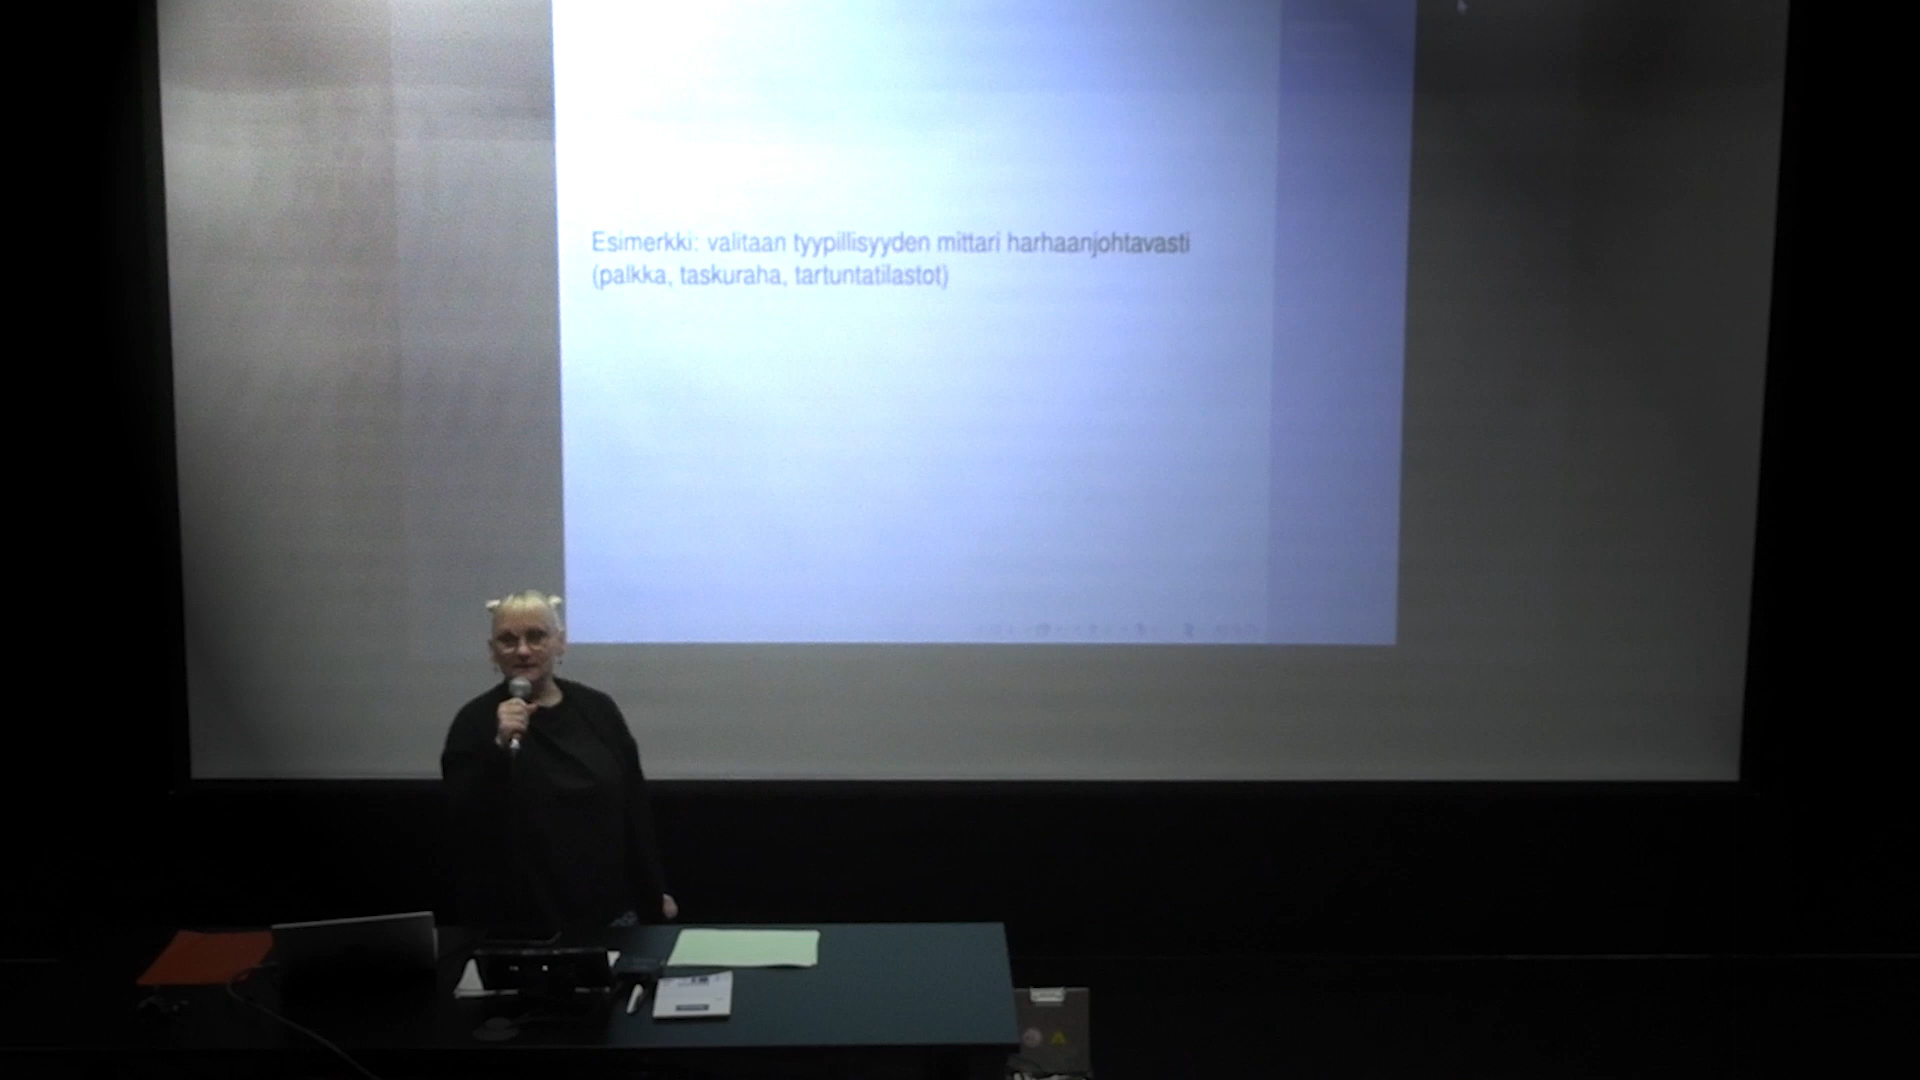 Esimerkki: valitaan tyypillisyyden mittari harhaanjohtavasti
(palkka, taskuraha, tartuntatilastot)